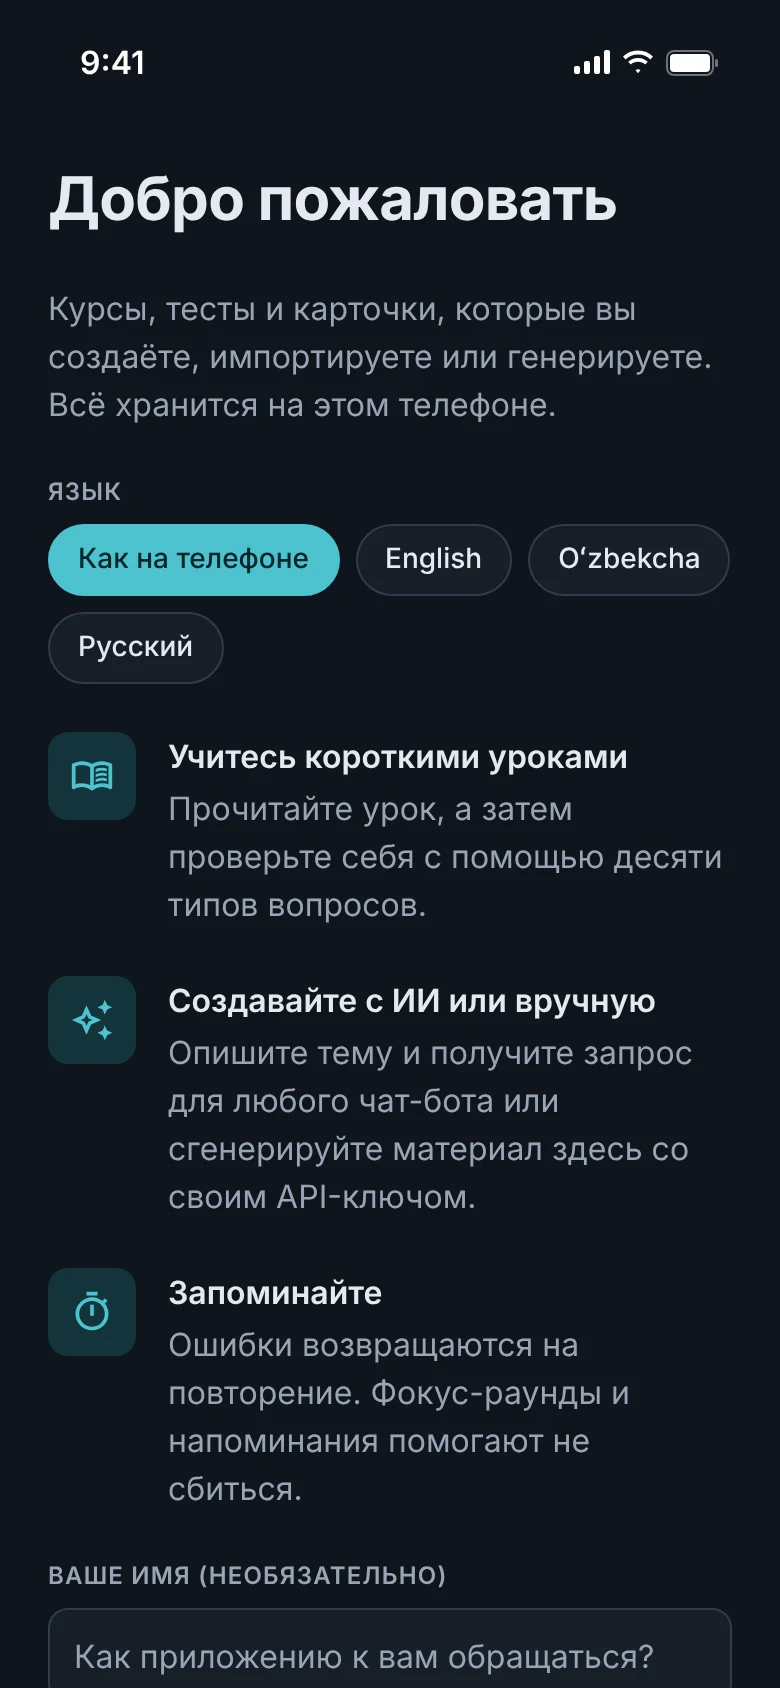 9:41
Добро пожаловать
Курсы, тесты и карточки, которые вы
создаёте, импортируете или генерируете.
Всё хранится на этом телефоне.
ЯЗЫК
Как на телефоне
English
Oʻzbekcha
Русский
Учитесь короткими уроками
Прочитайте урок, а затем
проверьте себя с помощью десяти
типов вопросов.
Создавайте с ИИ или вручную
Опишите тему и получите запрос
для любого чат-бота или
сгенерируйте материал здесь со
своим API-ключом.
Запоминайте
Ошибки возвращаются на
повторение. Фокус-раунды и
напоминания помогают не
сбиться.
ВАШЕ ИМЯ (НЕОБЯЗАТЕЛЬНО)
Как приложению к вам обращаться?